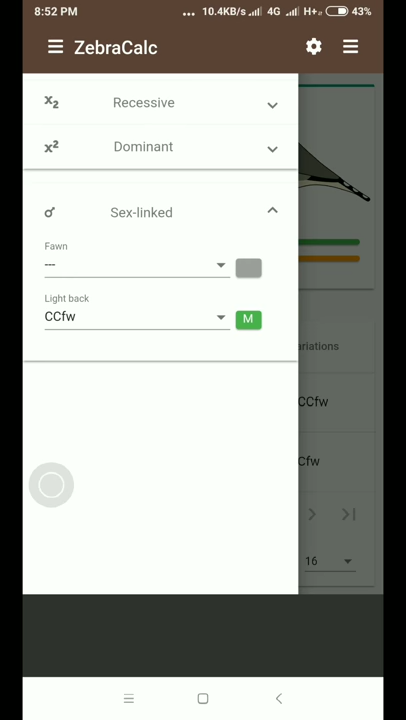 8:52 PM ... 10.4KB/s 4G H+ 43%
ZebraCalc
x₂ Recessive
x² Dominant
♂ Sex-linked
Fawn
---
Light back
CCfw M
ariations
CCfw
Cfw
16